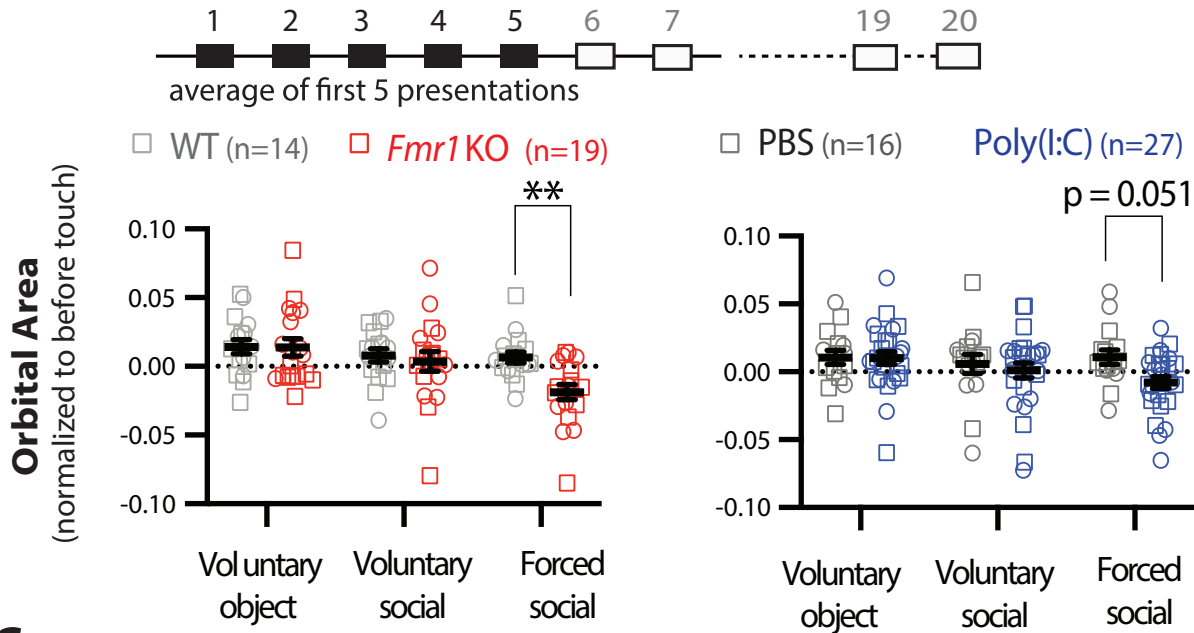 1 2 3 4 5 6 7 19 20
average of first 5 presentations
WT (n=14) Fmr1 KO (n=19)
PBS (n=16) Poly(I:C) (n=27)
**
p = 0.051
Orbital Area
(normalized to before touch)
0.10
0.05
0.00
-0.05
-0.10
Voluntary
object
Voluntary
social
Forced
social
0.10
0.05
0.00
-0.05
-0.10
Voluntary
object
Voluntary
social
Forced
social